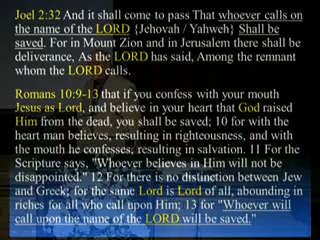 Joel 2:32 And it shall come to pass That whoever calls on
the name of the LORD {Jehovah / Yahweh} Shall be
saved. For in Mount Zion and in Jerusalem there shall be
deliverance, As the LORD has said, Among the remnant
whom the LORD calls.
Romans 10:9-13 that if you confess with your mouth
Jesus as Lord, and believe in your heart that God raised
Him from the dead, you shall be saved; 10 for with the
heart man believes, resulting in righteousness, and with
the mouth he confesses, resulting in salvation. 11 For the
Scripture says, "Whoever believes in Him will not be
disappointed." 12 For there is no distinction between Jew
and Greek; for the same Lord is Lord of all, abounding in
riches for all who call upon Him; 13 for "Whoever will
call upon the name of the LORD will be saved."